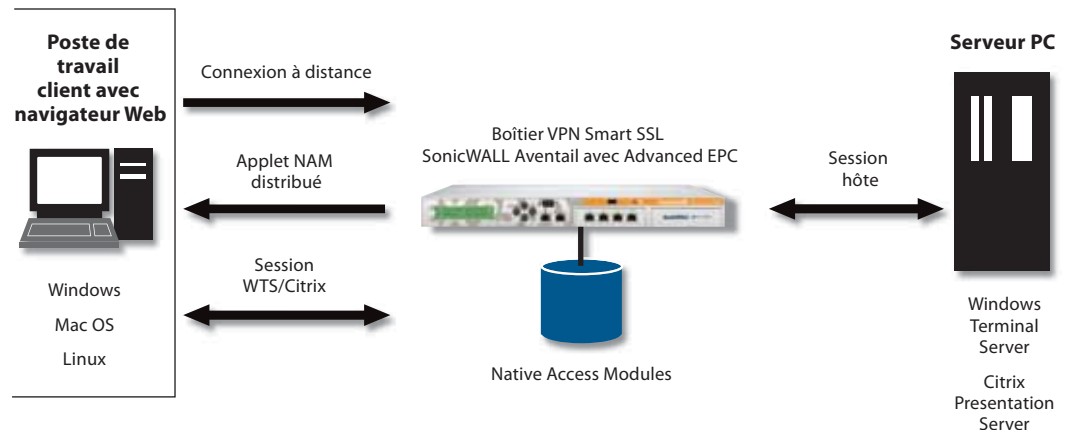 Poste de
travail
client avec
navigateur Web
Windows
Mac OS
Linux
Connexion à distance
Applet NAM
distribué
Session
WTS/Citrix
Boîtier VPN Smart SSL
SonicWALL Aventail avec Advanced EPC
Native Access Modules
Session
hôte
Serveur PC
Windows
Terminal
Server
Citrix
Presentation
Server